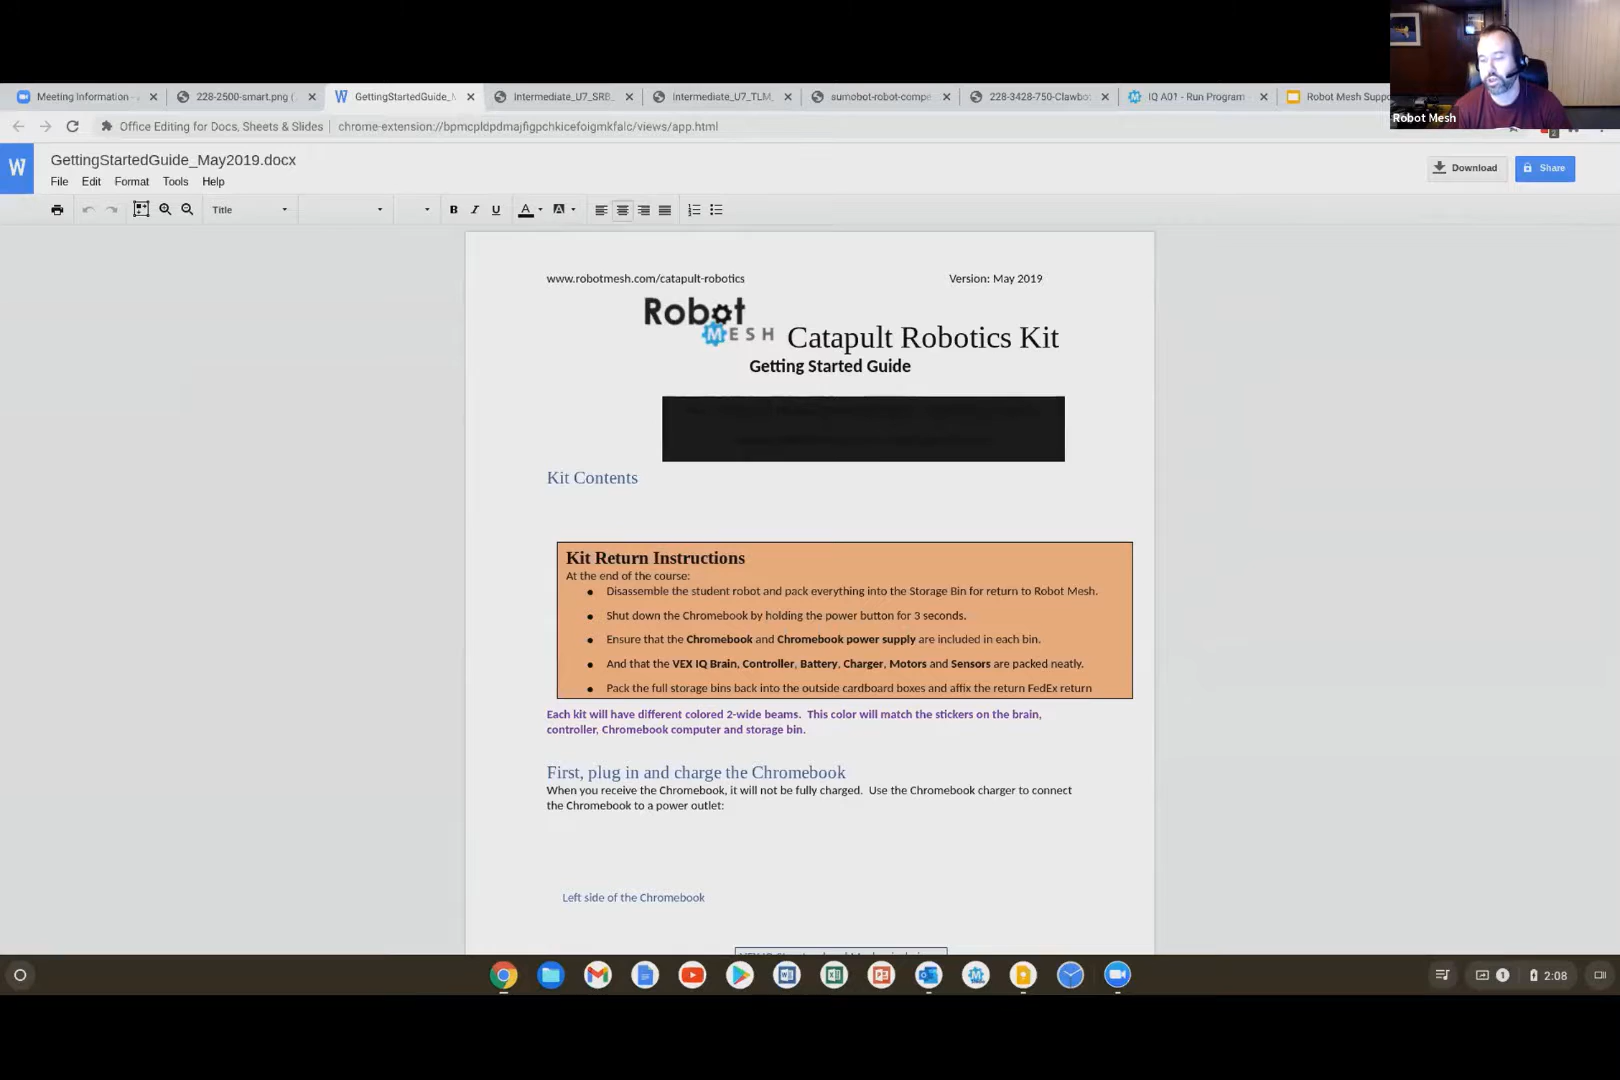 Meeting Information
228-2500-smart.png (
GettingStartedGuide_M
Intermediate_U7_SRB_
Intermediate_U7_TLM_
sumobot-robot-compe
228-3428-750-Clawbot
IQ A01 - Run Program
Robot Mesh Suppo
Robot Mesh
Office Editing for Docs, Sheets & Slides
chrome-extension://bpmcpldpdmajfigpchkicefoigmkfalc/views/app.html
2
W
GettingStartedGuide_May2019.docx
File Edit Format Tools Help
Download
Share
Title
B I U A A
www.robotmesh.com/catapult-robotics Version: May 2019
Robot
MESH
Catapult Robotics Kit
Getting Started Guide
Kit Contents
Kit Return Instructions
At the end of the course:
● Disassemble the student robot and pack everything into the Storage Bin for return to Robot Mesh.
● Shut down the Chromebook by holding the power button for 3 seconds.
● Ensure that the Chromebook and Chromebook power supply are included in each bin.
● And that the VEX IQ Brain, Controller, Battery, Charger, Motors and Sensors are packed neatly.
● Pack the full storage bins back into the outside cardboard boxes and affix the return FedEx return
Each kit will have different colored 2-wide beams. This color will match the stickers on the brain,
controller, Chromebook computer and storage bin.
First, plug in and charge the Chromebook
When you receive the Chromebook, it will not be fully charged. Use the Chromebook charger to connect
the Chromebook to a power outlet:
Left side of the Chromebook
1
2:08